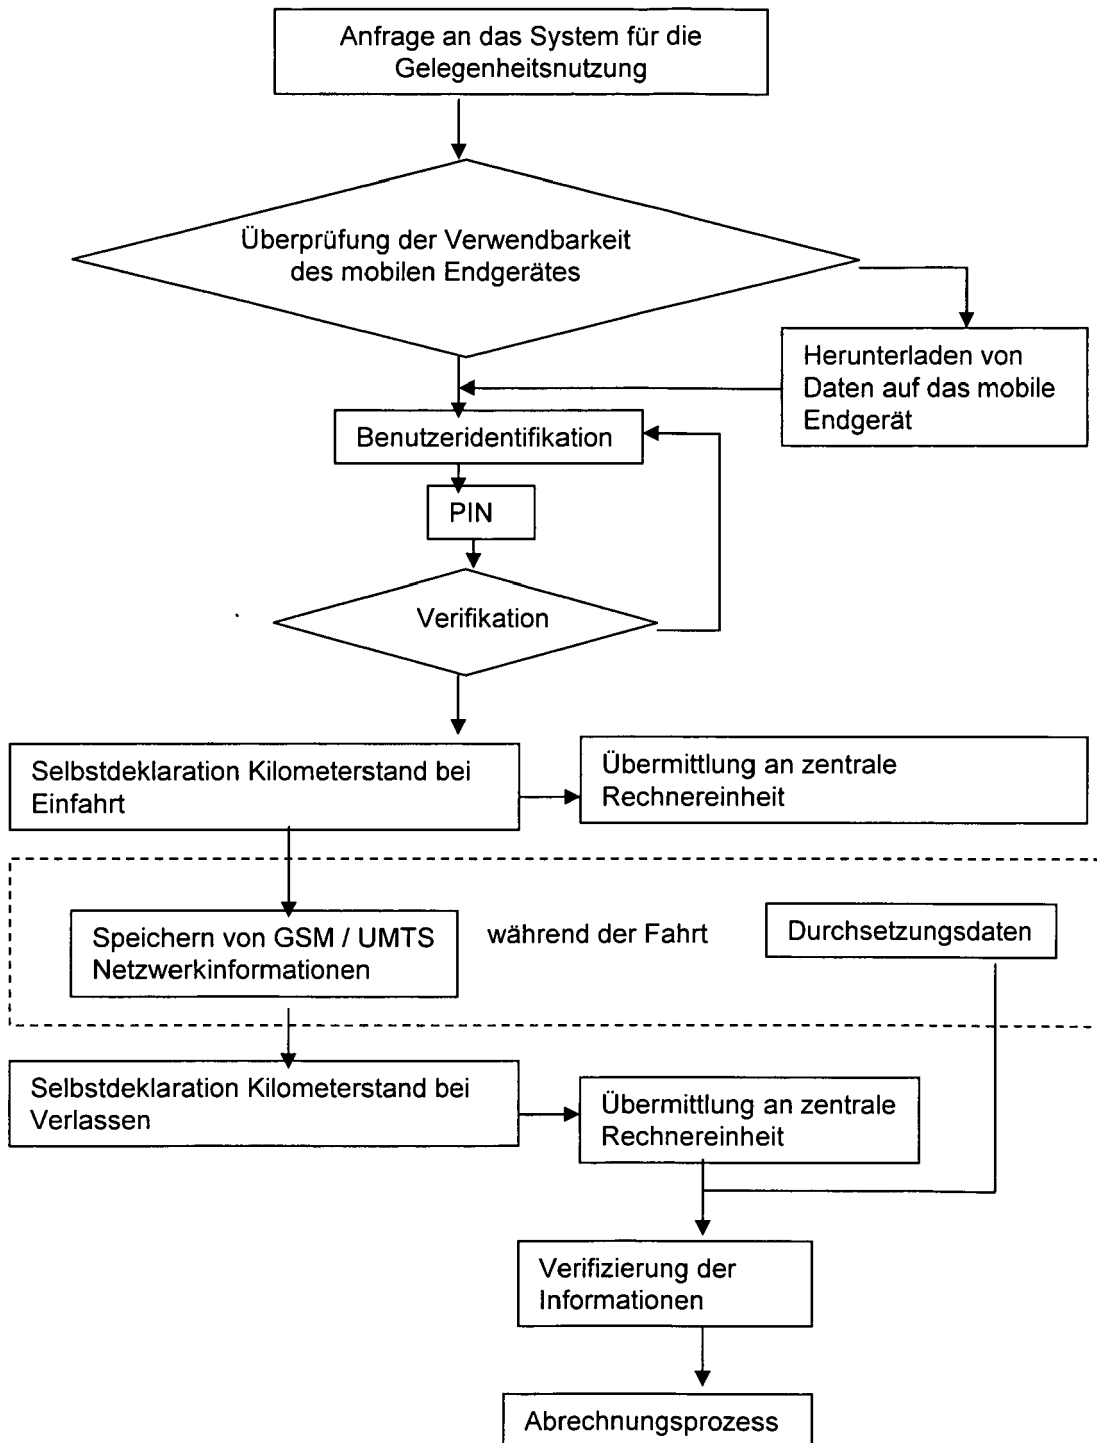 Anfrage an das System für die
Gelegenheitsnutzung
Überprüfung der Verwendbarkeit
des mobilen Endgerätes
Herunterladen von
Daten auf das mobile
Endgerät
Benutzeridentifikation
PIN
Verifikation
Selbstdeklaration Kilometerstand bei
Einfahrt
Übermittlung an zentrale
Rechnereinheit
Speichern von GSM / UMTS
Netzwerkinformationen
während der Fahrt
Durchsetzungsdaten
Selbstdeklaration Kilometerstand bei
Verlassen
Übermittlung an zentrale
Rechnereinheit
Verifizierung der
Informationen
Abrechnungsprozess